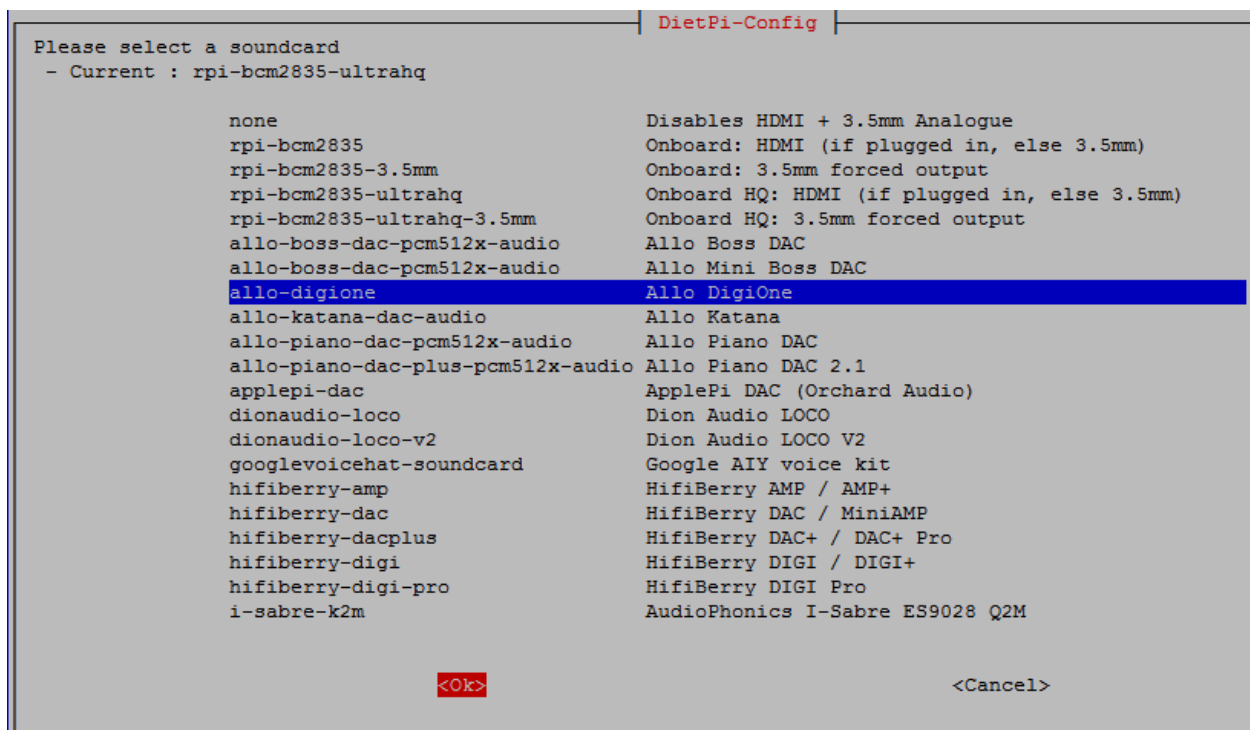 DietPi-Config
Please select a soundcard
- Current : rpi-bcm2835-ultrahq
none Disables HDMI + 3.5mm Analogue
rpi-bcm2835 Onboard: HDMI (if plugged in, else 3.5mm)
rpi-bcm2835-3.5mm Onboard: 3.5mm forced output
rpi-bcm2835-ultrahq Onboard HQ: HDMI (if plugged in, else 3.5mm)
rpi-bcm2835-ultrahq-3.5mm Onboard HQ: 3.5mm forced output
allo-boss-dac-pcm512x-audio Allo Boss DAC
allo-boss-dac-pcm512x-audio Allo Mini Boss DAC
allo-digione Allo DigiOne
allo-katana-dac-audio Allo Katana
allo-piano-dac-pcm512x-audio Allo Piano DAC
allo-piano-dac-plus-pcm512x-audio Allo Piano DAC 2.1
applepi-dac ApplePi DAC (Orchard Audio)
dionaudio-loco Dion Audio LOCO
dionaudio-loco-v2 Dion Audio LOCO V2
googlevoicehat-soundcard Google AIY voice kit
hifiberry-amp HifiBerry AMP / AMP+
hifiberry-dac HifiBerry DAC / MiniAMP
hifiberry-dacplus HifiBerry DAC+ / DAC+ Pro
hifiberry-digi HifiBerry DIGI / DIGI+
hifiberry-digi-pro HifiBerry DIGI Pro
i-sabre-k2m AudioPhonics I-Sabre ES9028 Q2M
<Ok> <Cancel>